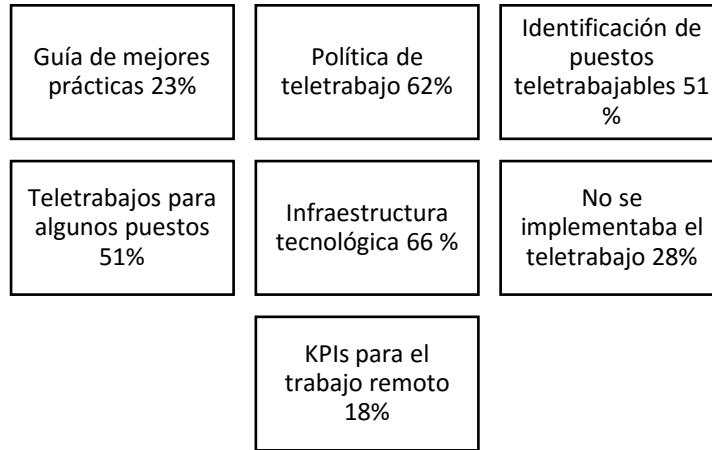 Guía de mejores
prácticas 23%
Política de
teletrabajo 62%
Identificación de
puestos
teletrabajables 51
%
Teletrabajos para
algunos puestos
51%
Infraestructura
tecnológica 66 %
No se
implementaba el
teletrabajo 28%
KPIs para el
trabajo remoto
18%